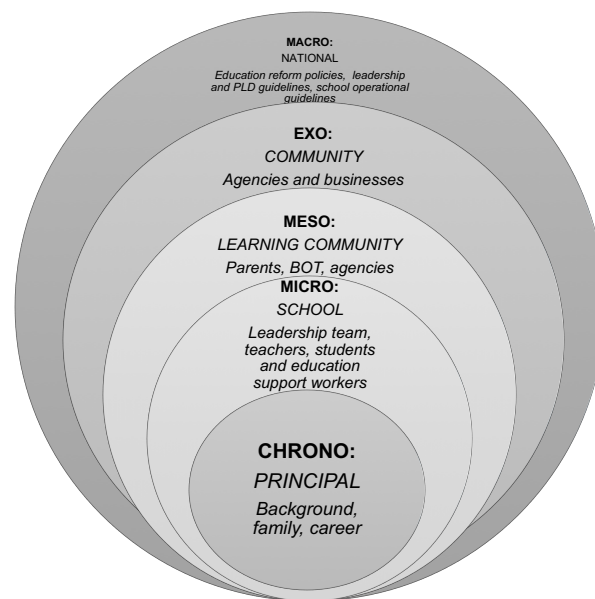 MACRO:
NATIONAL
Education reform policies, leadership
and PLD guidelines, school operational
guidelines
EXO:
COMMUNITY
Agencies and businesses
MESO:
LEARNING COMMUNITY
Parents, BOT, agencies
MICRO:
SCHOOL
Leadership team,
teachers, students
and education
support workers
CHRONO:
PRINCIPAL
Background,
family, career